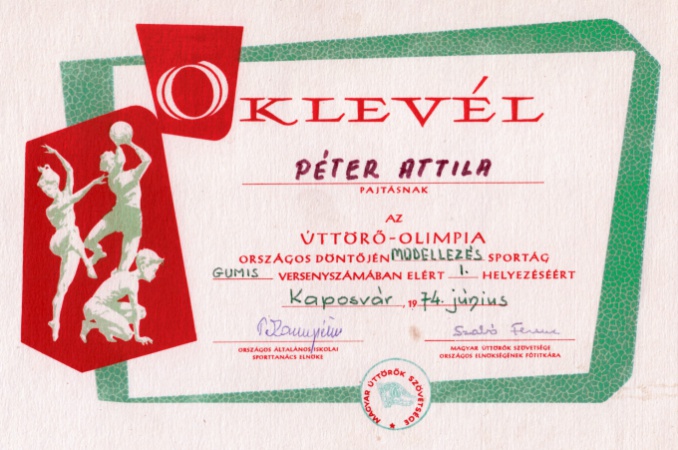 OKLEVÉL
PÉTER ATTILA
PAJTÁSNAK
AZ
ÚTTÖRŐ-OLIMPIA
ORSZÁGOS DÖNTŐJÉN MODELLEZÉS SPORTÁG
GUMIS VERSENYSZÁMÁBAN ELÉRT I. HELYEZÉSÉÉRT
Kaposvár, 1974. június
Szabó Ferenc
ORSZÁGOS ÁLTALÁNOS ISKOLAI
SPORTTANÁCS ELNÖKE
MAGYAR ÚTTÖRŐK SZÖVETSÉGE
ORSZÁGOS ELNÖKSÉGÉNEK FŐTITKÁRA
MAGYAR ÚTTÖRŐK SZÖVETSÉGE